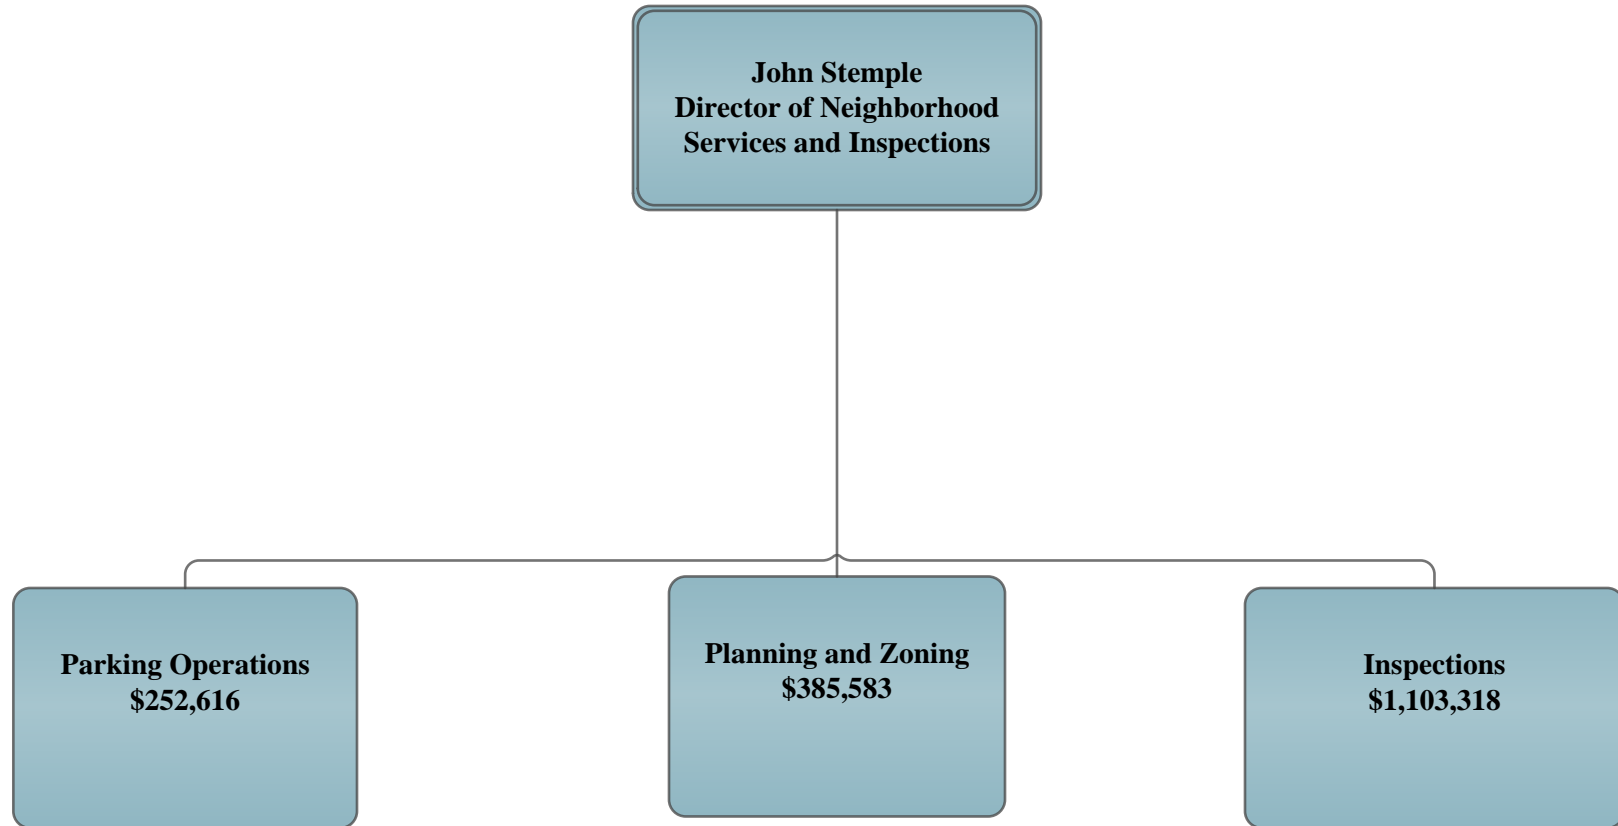 John Stemple
Director of Neighborhood
Services and Inspections
Parking Operations
$252,616
Planning and Zoning
$385,583
Inspections
$1,103,318